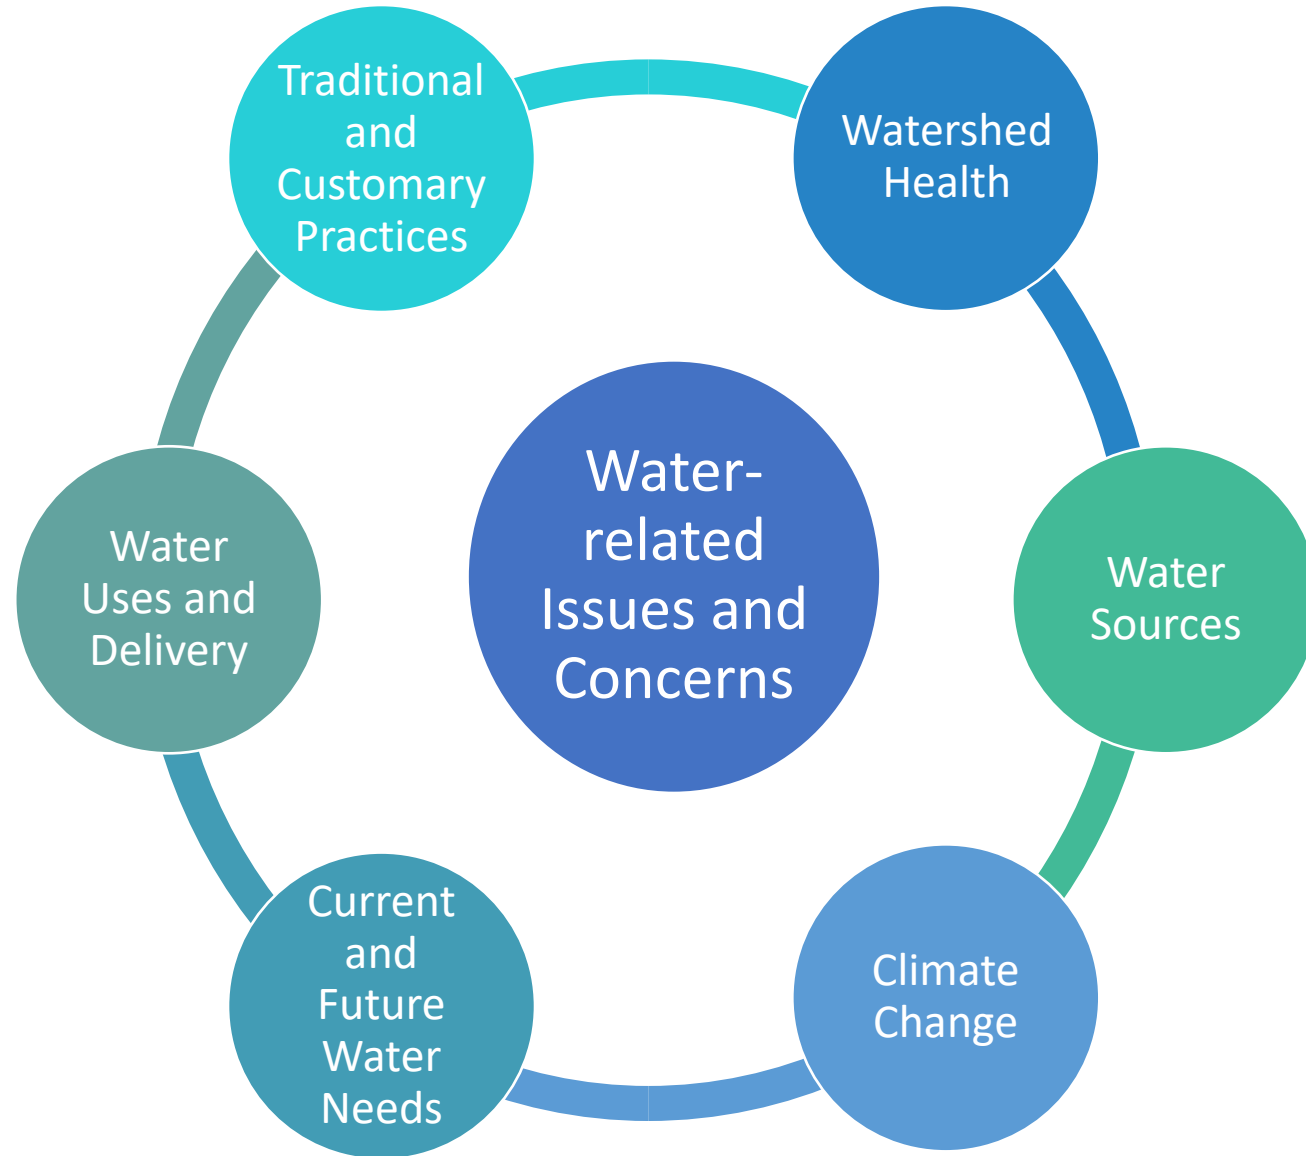 Traditional
and
Customary
Practices
Watershed
Health
Water
Sources
Climate
Change
Current
and
Future
Water
Needs
Water
Uses and
Delivery
Water-
related
Issues and
Concerns